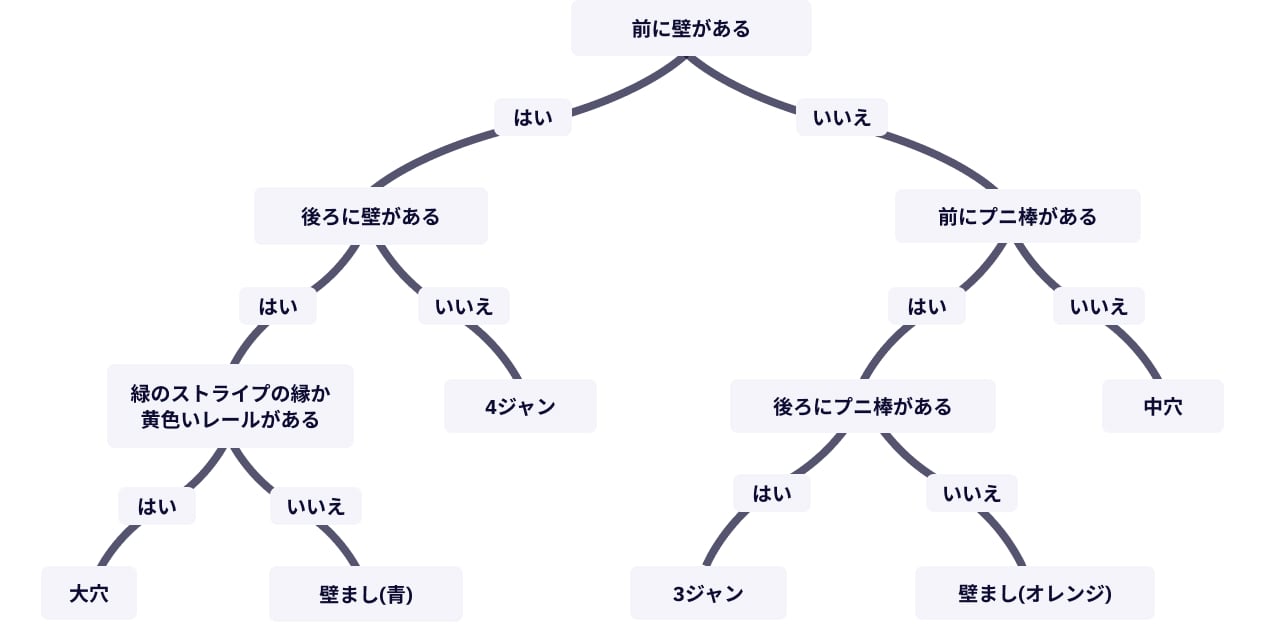 前に壁がある
はい
いいえ
後ろに壁がある
前にプニ棒がある
はい
いいえ
はい
いいえ
緑のストライプの縁か
黄色いレールがある
4ジャン
後ろにプニ棒がある
中穴
はい
いいえ
はい
いいえ
大穴
壁まし(青)
3ジャン
壁まし(オレンジ)